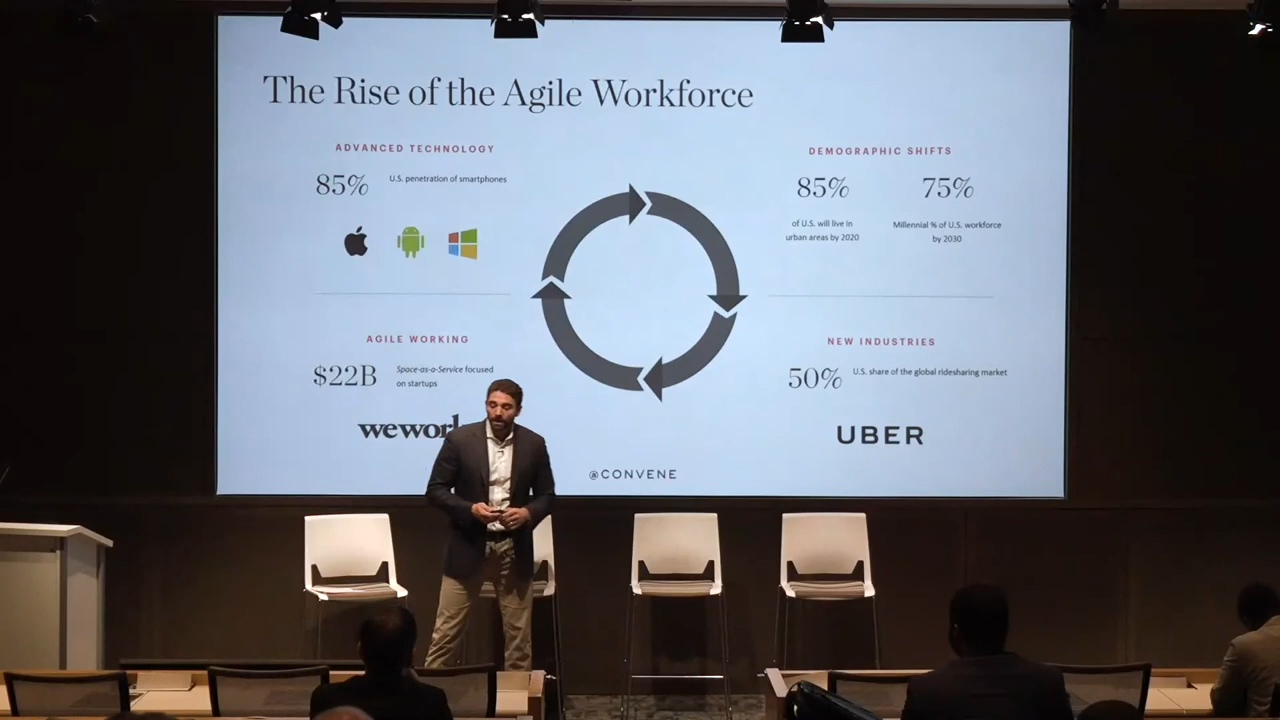 The Rise of the Agile Workforce
ADVANCED TECHNOLOGY
85%
U.S. penetration of smartphones
DEMOGRAPHIC SHIFTS
85%
of U.S. will live in
urban areas by 2020
75%
Millennial % of U.S. workforce
by 2030
AGILE WORKING
$22B
Space-as-a-Service focused
on startups
wework
NEW INDUSTRIES
50%
U.S. share of the global ridesharing market
UBER
@CONVENE